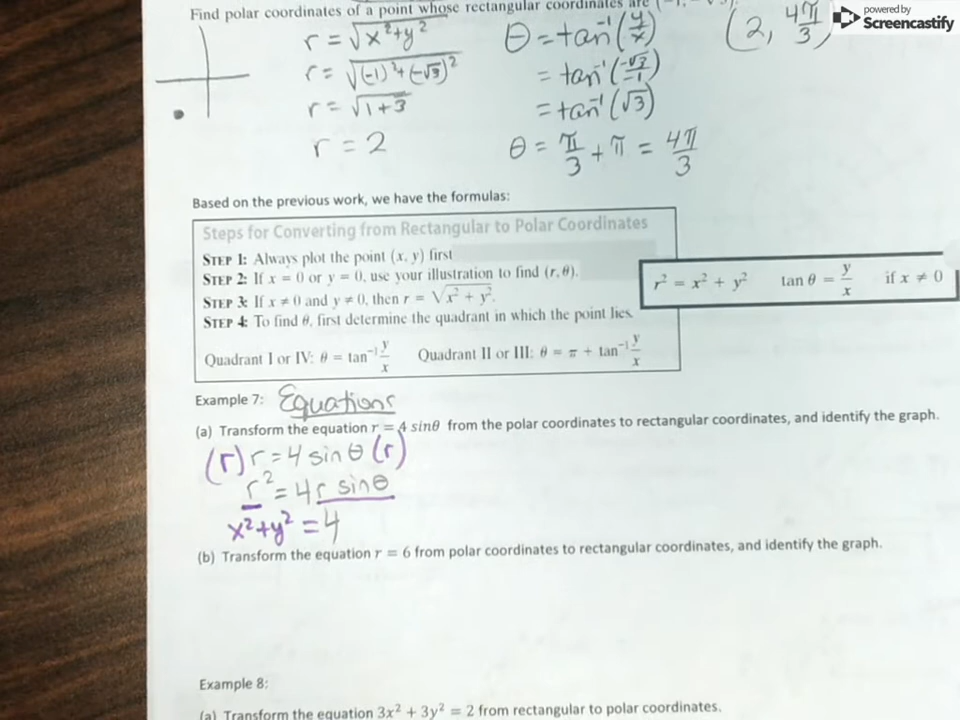 Find polar coordinates of a point whose rectangular coordinates are (-1, -√3).
r = √x²+y²
θ = tan⁻¹(y/x)
(2, 4π/3)
powered by
Screencastify
r = √(-1)²+(-√3)²
= tan⁻¹(-√3/-1)
r = √1+3
= tan⁻¹(√3)
r = 2
θ = π/3 + π = 4π/3
Based on the previous work, we have the formulas:
Steps for Converting from Rectangular to Polar Coordinates
STEP 1: Always plot the point (x, y) first
STEP 2: If x = 0 or y = 0, use your illustration to find (r, θ).
STEP 3: If x ≠ 0 and y ≠ 0, then r = √x² + y².
STEP 4: To find θ, first determine the quadrant in which the point lies.
Quadrant I or IV: θ = tan⁻¹ y/x Quadrant II or III: θ = π + tan⁻¹ y/x
r² = x² + y² tan θ = y/x if x ≠ 0
Example 7: Equations
(a) Transform the equation r = 4 sinθ from the polar coordinates to rectangular coordinates, and identify the graph.
(r) r = 4 sin θ (r)
r² = 4r sinθ
x²+y² = 4
(b) Transform the equation r = 6 from polar coordinates to rectangular coordinates, and identify the graph.
Example 8:
(a) Transform the equation 3x² + 3y² = 2 from rectangular to polar coordinates.